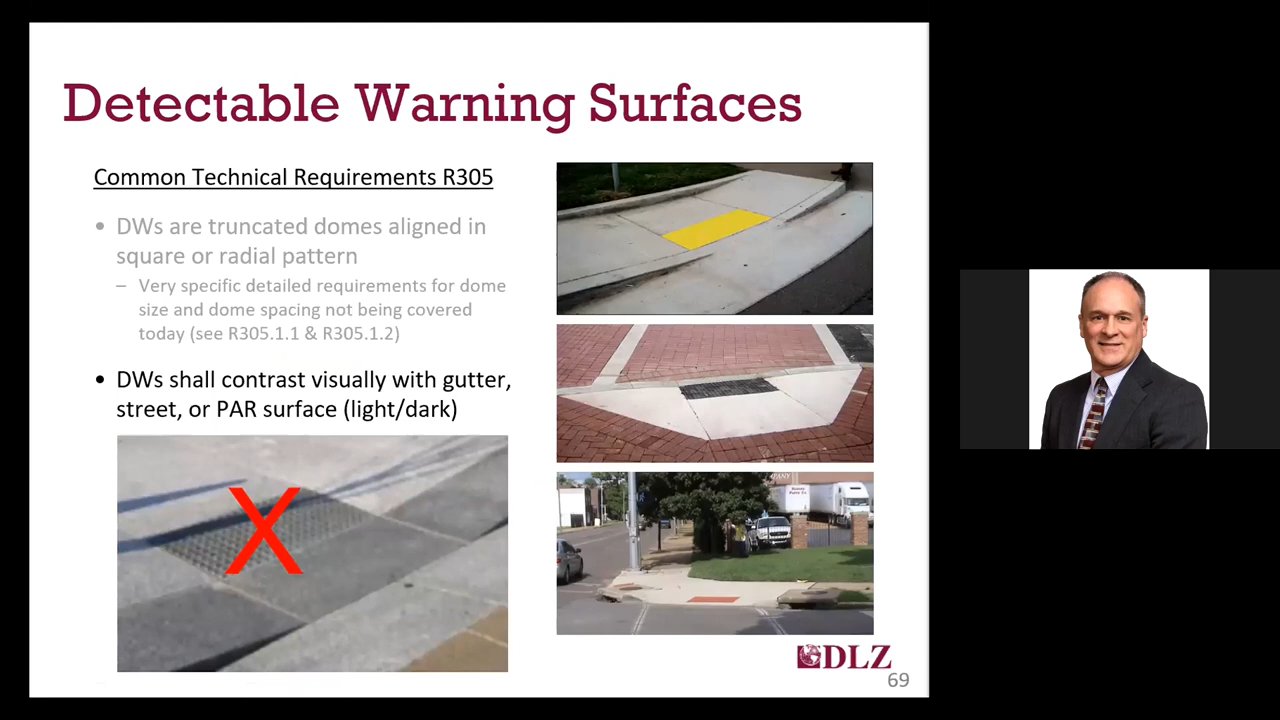 Detectable Warning Surfaces
Common Technical Requirements R305
• DWs are truncated domes aligned in
square or radial pattern
– Very specific detailed requirements for dome
size and dome spacing not being covered
today (see R305.1.1 & R305.1.2)
• DWs shall contrast visually with gutter,
street, or PAR surface (light/dark)
X
DLZ
69